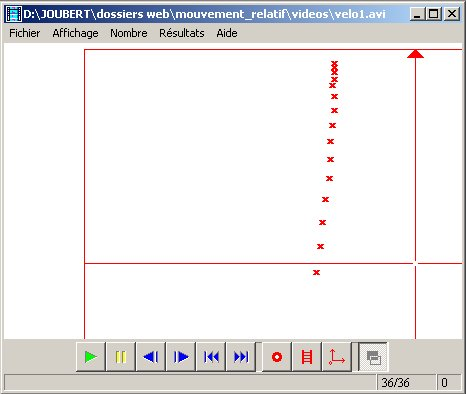 D:\JOUBERT\dossiers web\mouvement_relatif\videos\velo1.avi
Fichier Affichage Nombre Résultats Aide
36/36 0